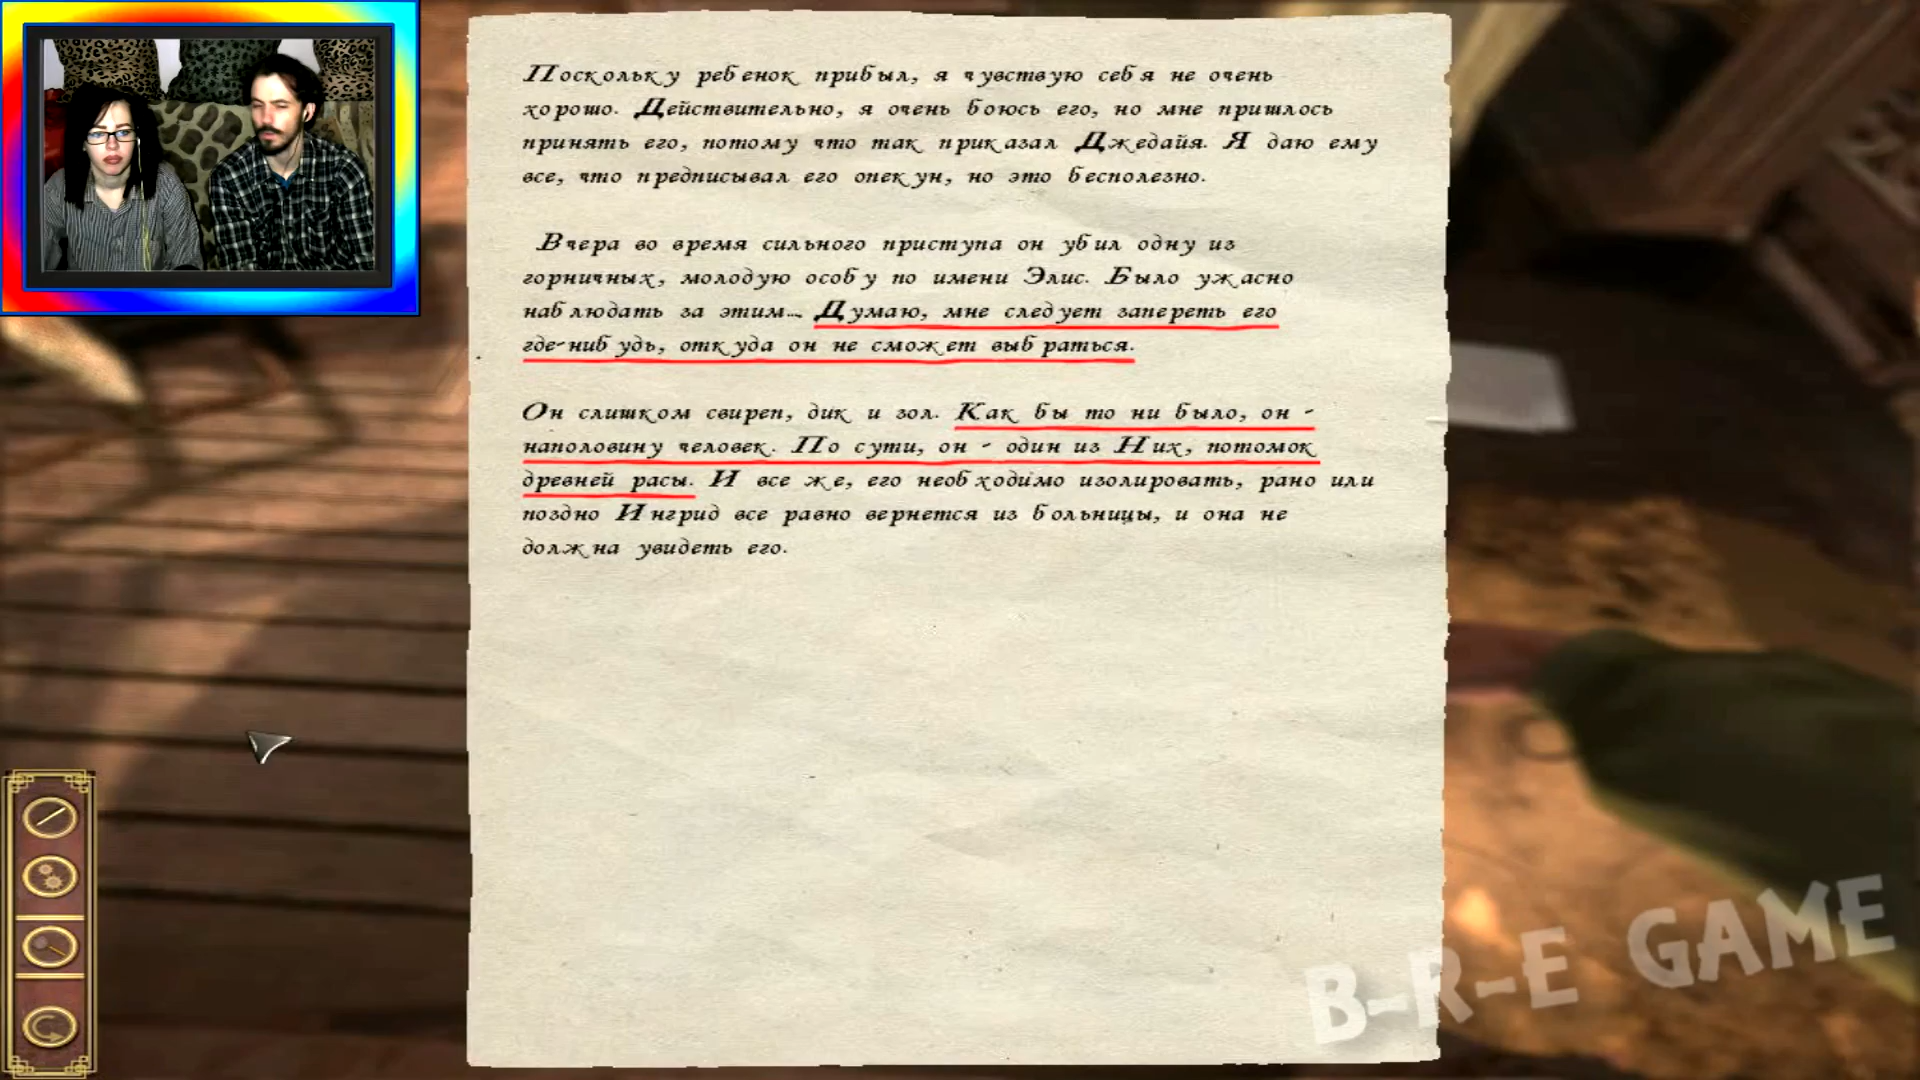 Поскольку ребенок прибыл, я чувствую себя не очень
хорошо. Действительно, я очень боюсь его, но мне пришлось
принять его, потому что так приказал Джедайя. Я даю ему
все, что предписывал его опекун, но это бесполезно.
Вчера во время сильного приступа он убил одну из
горничных, молодую особу по имени Элис. Было ужасно
наблюдать за этим... Думаю, мне следует запереть его
где-нибудь, откуда он не сможет выбраться.
Он слишком свиреп, дик и зол. Как бы то ни было, он -
наполовину человек. По сути, он - один из Них, потомок
древней расы. И все же, его необходимо изолировать, рано или
поздно Ингрид все равно вернется из больницы, и она не
должна увидеть его.
B-R-E GAME